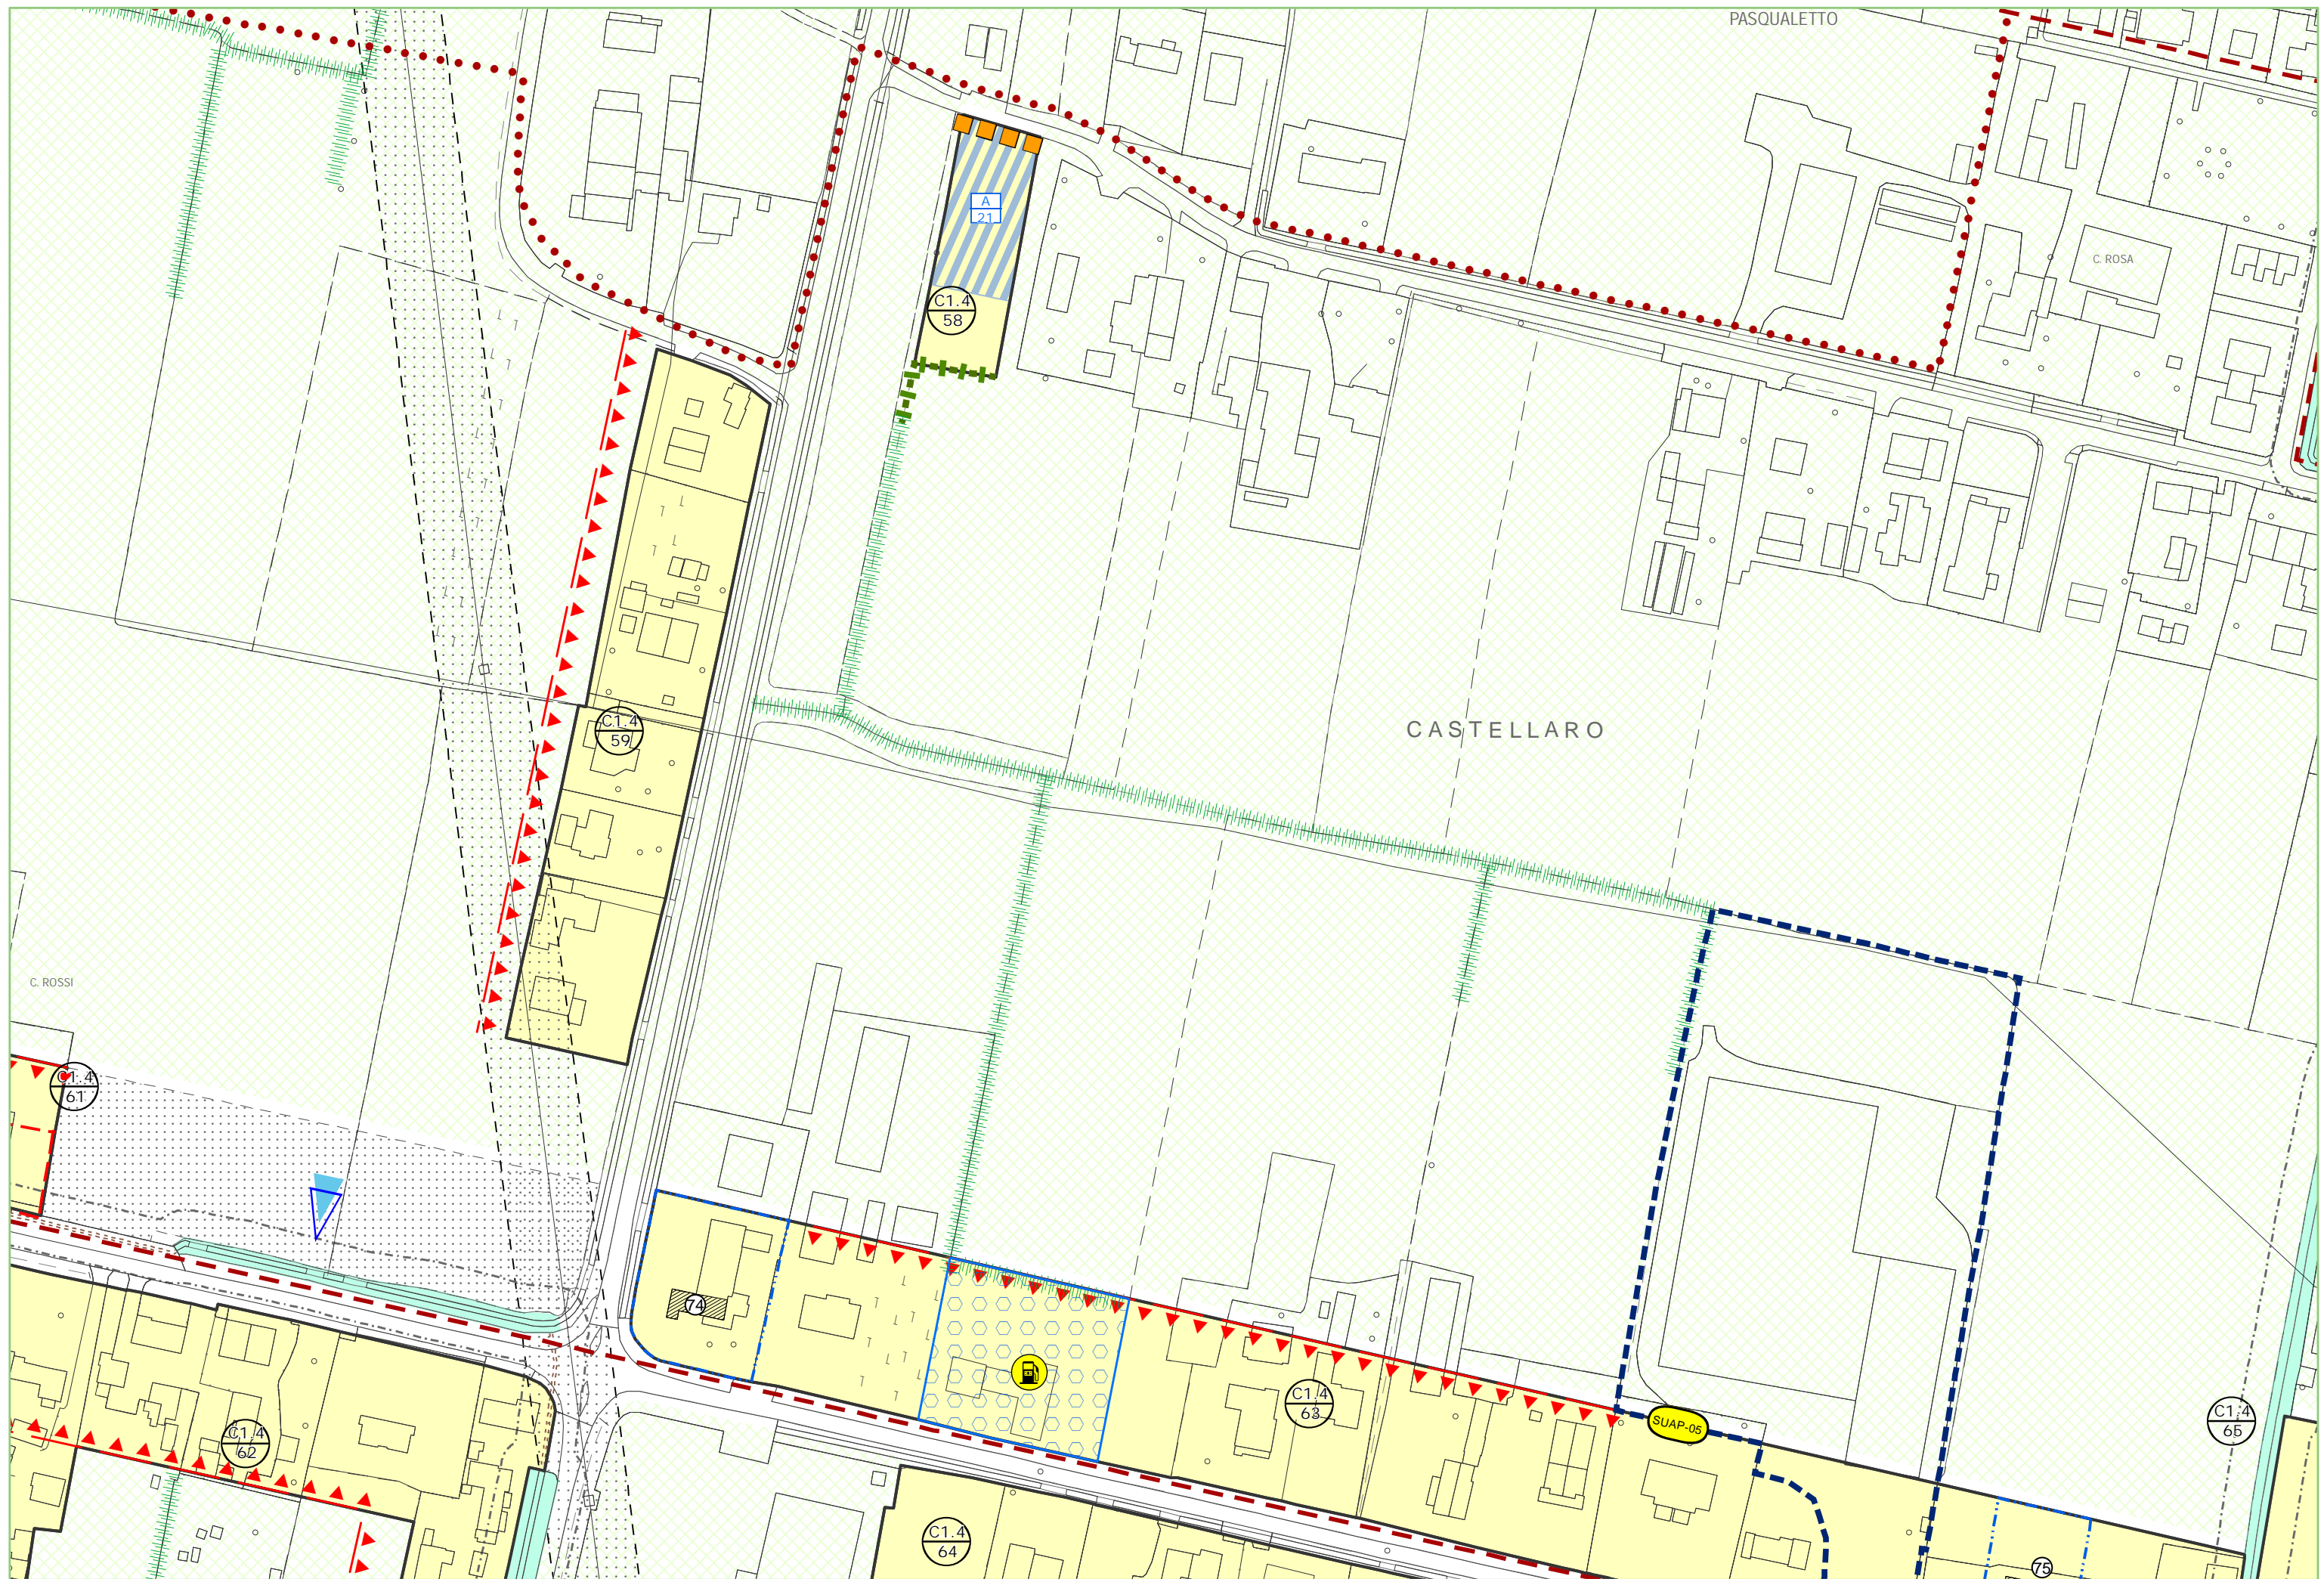 PASQUALETTO
A
21
C. ROSA
C1.4
58
C1.4
59
CASTELLARO
C. ROSSI
C1.4
61
74
C1.4
63
SUAP-05
C1.4
65
C1.4
62
C1.4
64
75